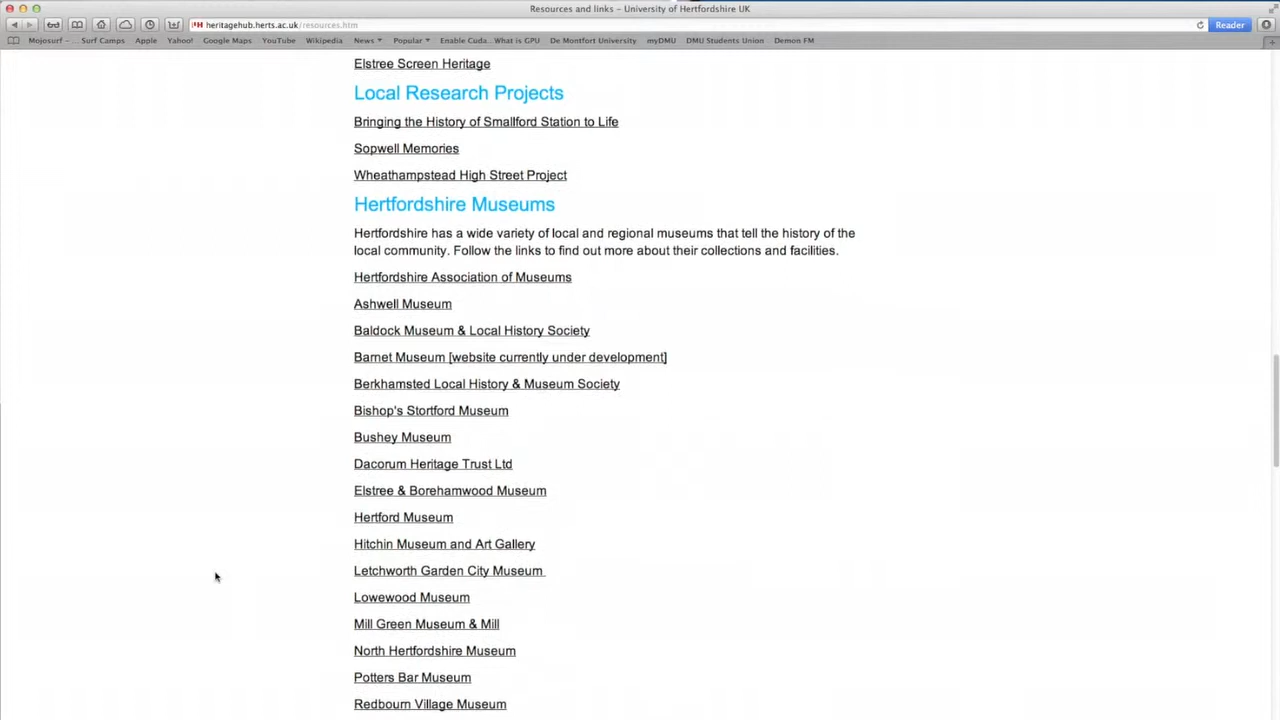 Resources and links – University of Hertfordshire UK
heritagehub.herts.ac.uk/resources.htm
Reader
Mojosurf – ... Surf Camps Apple Yahoo! Google Maps YouTube Wikipedia News Popular Enable Cuda...What is GPU De Montfort University myDMU DMU Students Union Demon FM
Elstree Screen Heritage
Local Research Projects
Bringing the History of Smallford Station to Life
Sopwell Memories
Wheathampstead High Street Project
Hertfordshire Museums
Hertfordshire has a wide variety of local and regional museums that tell the history of the
local community. Follow the links to find out more about their collections and facilities.
Hertfordshire Association of Museums
Ashwell Museum
Baldock Museum & Local History Society
Barnet Museum [website currently under development]
Berkhamsted Local History & Museum Society
Bishop's Stortford Museum
Bushey Museum
Dacorum Heritage Trust Ltd
Elstree & Borehamwood Museum
Hertford Museum
Hitchin Museum and Art Gallery
Letchworth Garden City Museum
Lowewood Museum
Mill Green Museum & Mill
North Hertfordshire Museum
Potters Bar Museum
Redbourn Village Museum